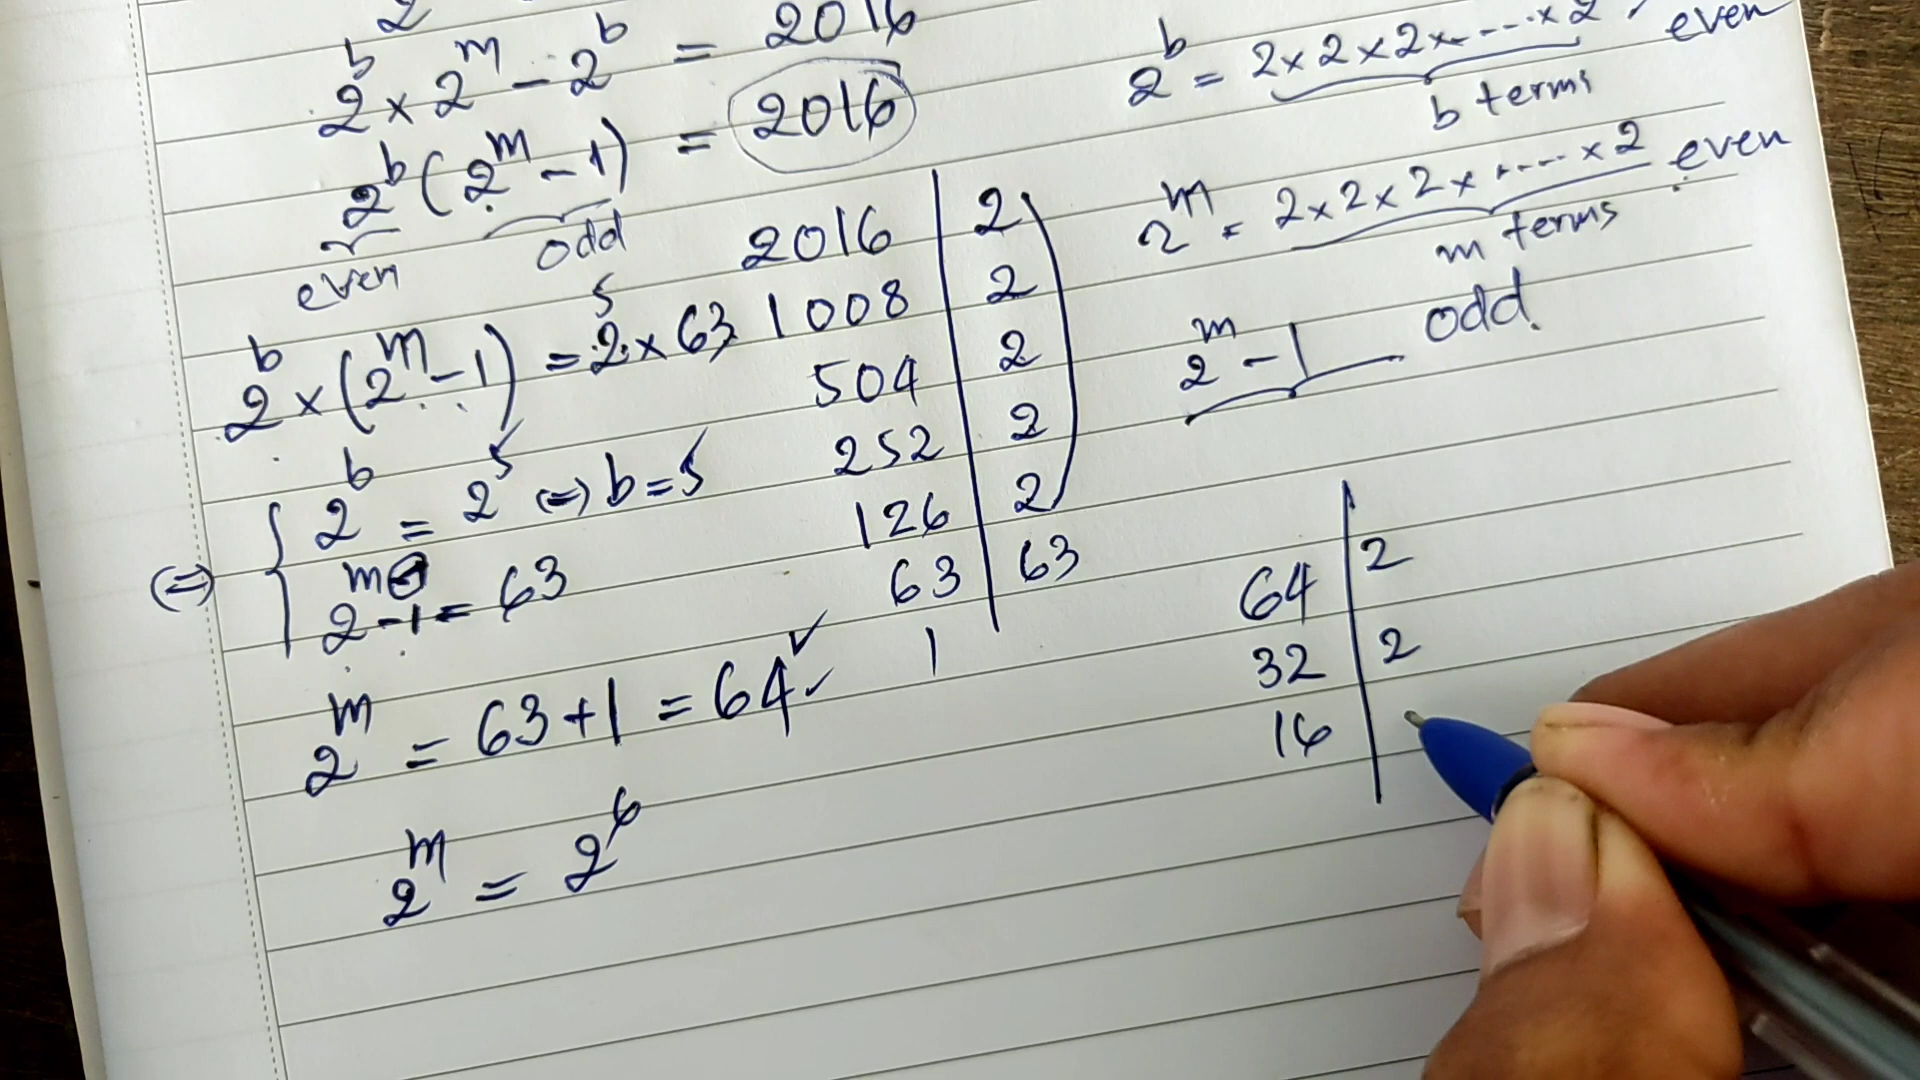 2
2^b × 2^m - 2^b = 2016
2^b (2^m - 1) = 2016
even odd
2^b × (2^m - 1) = 2^5 × 63
2^b = 2^5 ⇔ b = 5
⇔ { 2^m - 1 = 63
2^m = 63 + 1 = 64 ✓ ✓
2^m = 2^6
2016 | 2
1008 | 2
504 | 2
252 | 2
126 | 2
63 | 63
1
2^b = 2×2×2×....×2, even
b terms
2^m = 2×2×2×....×2 even
m terms
2^m - 1 — odd.
64 | 2
32 | 2
16 |